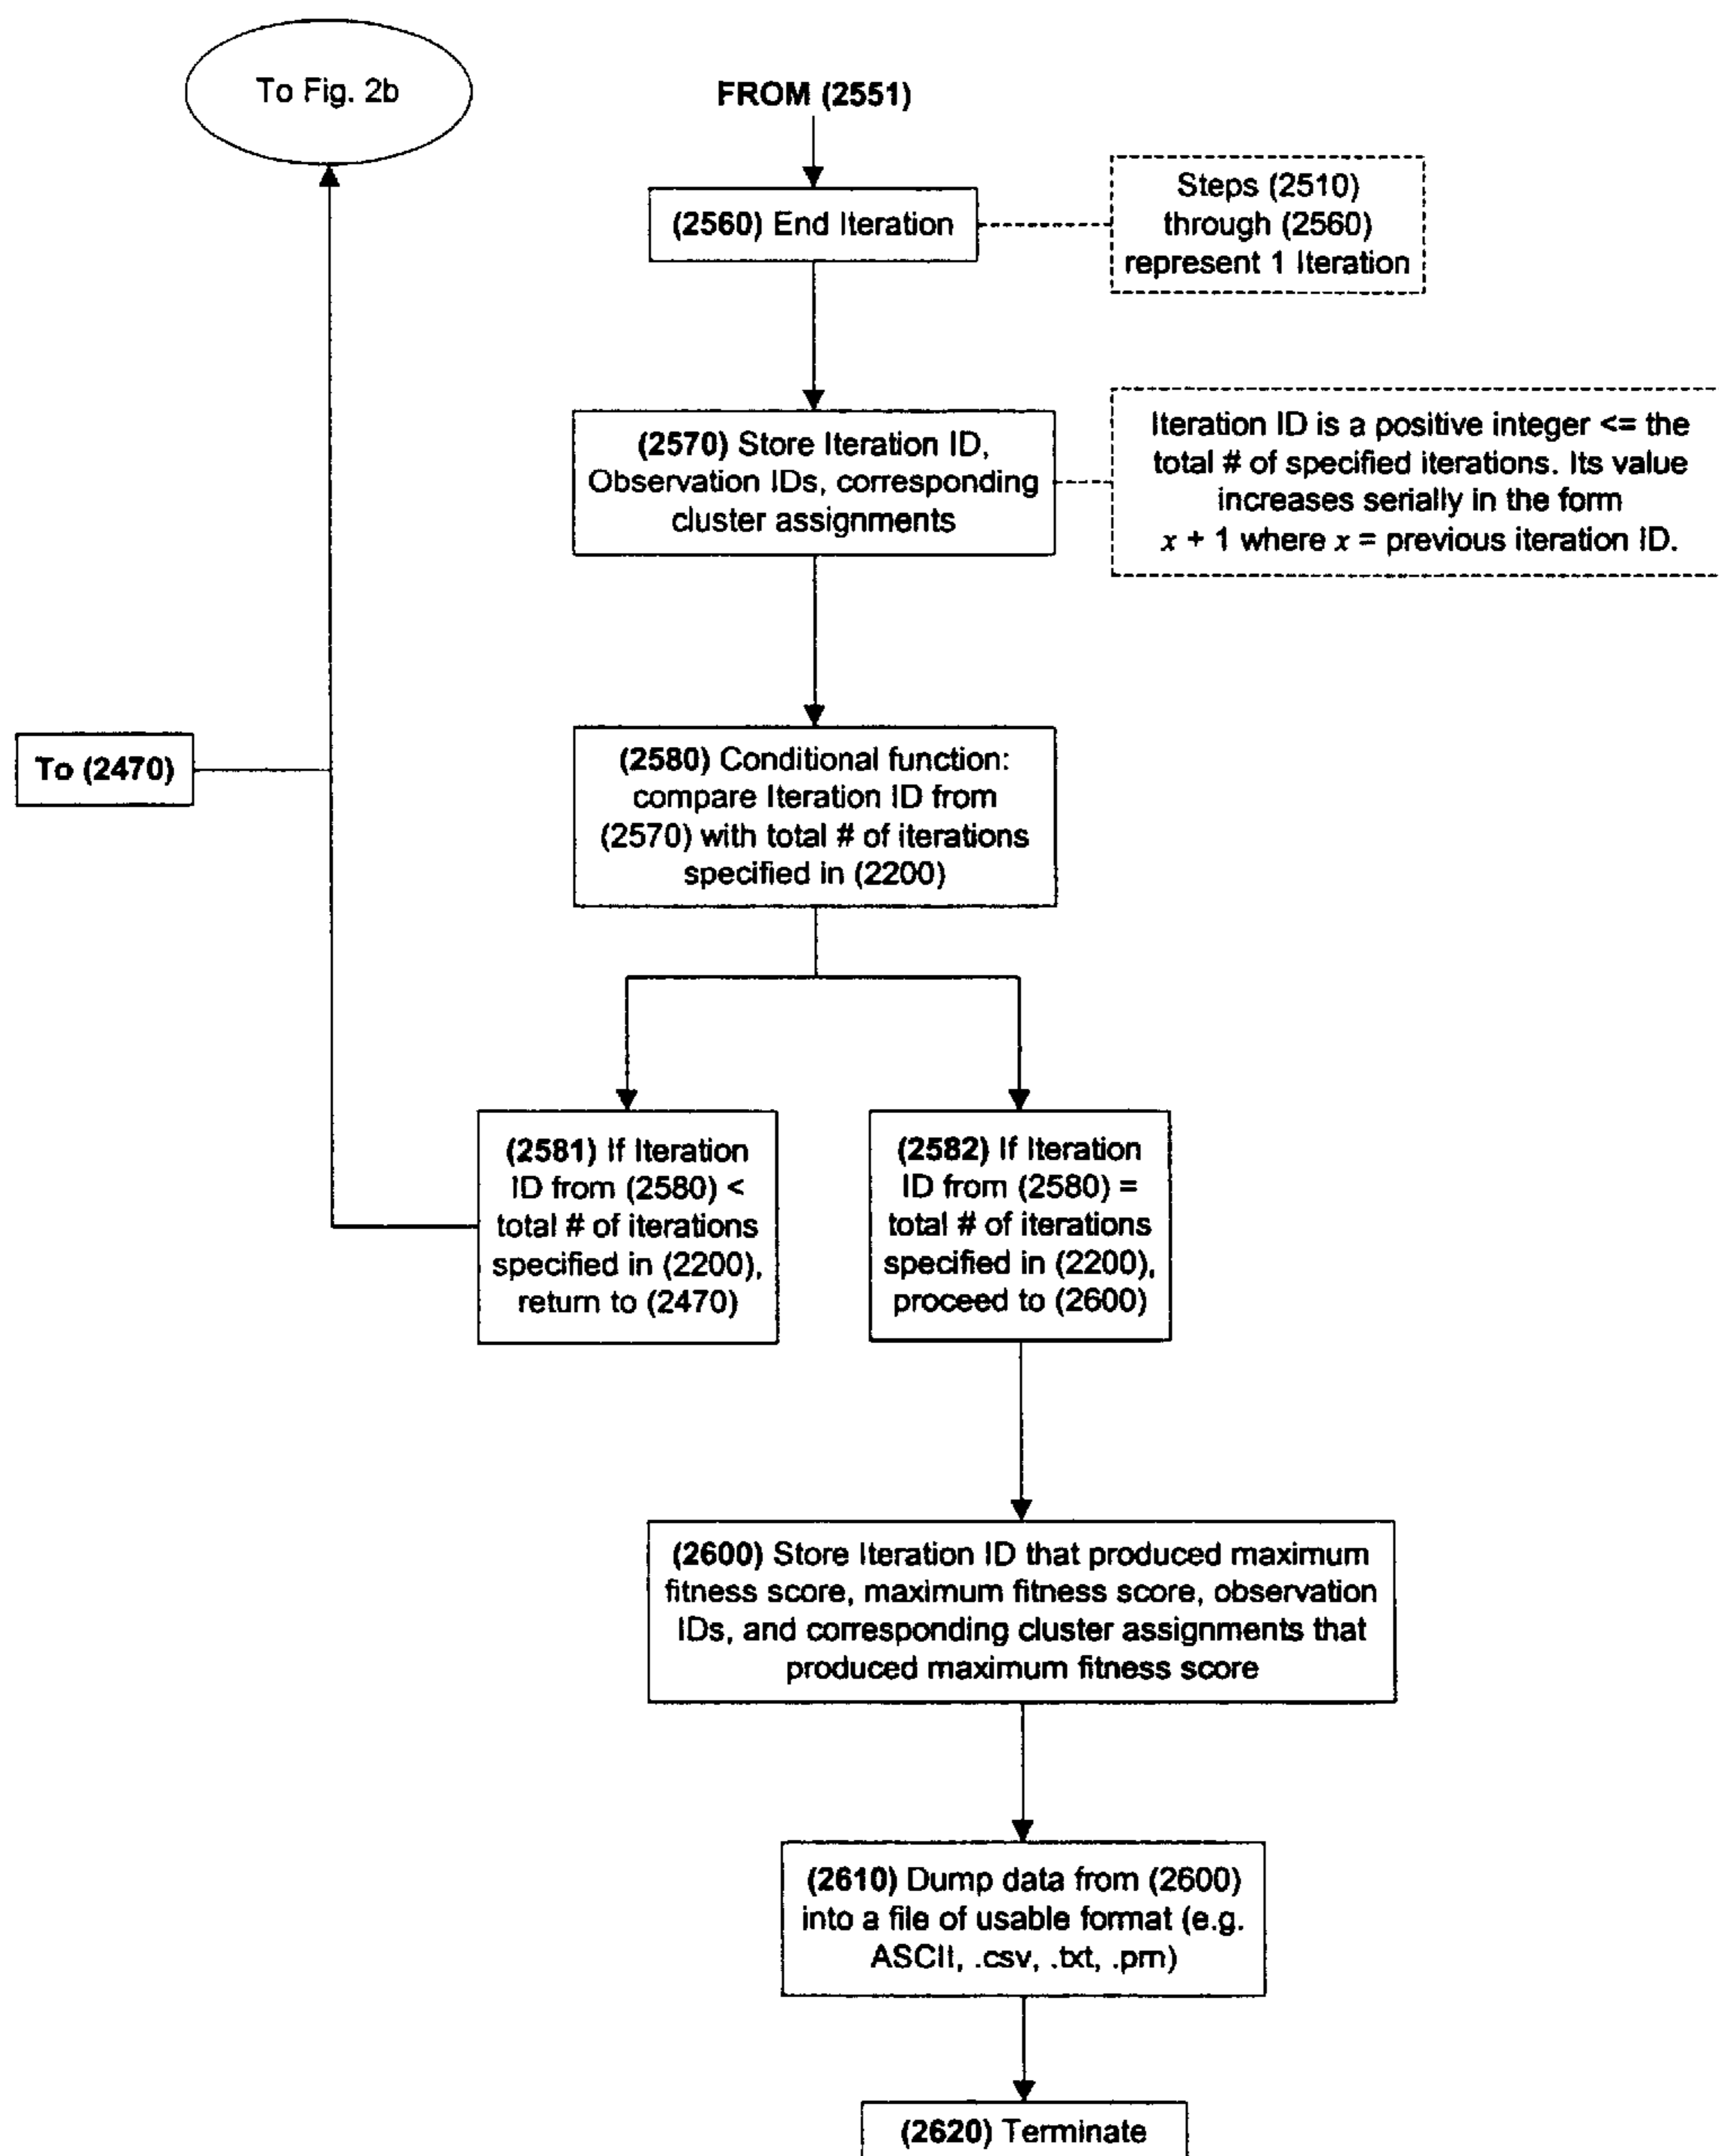 To Fig. 2b
FROM (2551)
(2560) End Iteration
Steps (2510)
through (2560)
represent 1 Iteration
(2570) Store Iteration ID,
Observation IDs, corresponding
cluster assignments
Iteration ID is a positive integer <= the
total # of specified iterations. Its value
increases serially in the form
x + 1 where x = previous iteration ID.
To (2470)
(2580) Conditional function:
compare Iteration ID from
(2570) with total # of iterations
specified in (2200)
(2581) If Iteration
ID from (2580) <
total # of iterations
specified in (2200),
return to (2470)
(2582) If Iteration
ID from (2580) =
total # of iterations
specified in (2200),
proceed to (2600)
(2600) Store Iteration ID that produced maximum
fitness score, maximum fitness score, observation
IDs, and corresponding cluster assignments that
produced maximum fitness score
(2610) Dump data from (2600)
into a file of usable format (e.g.
ASCII, .csv, .txt, .prn)
(2620) Terminate